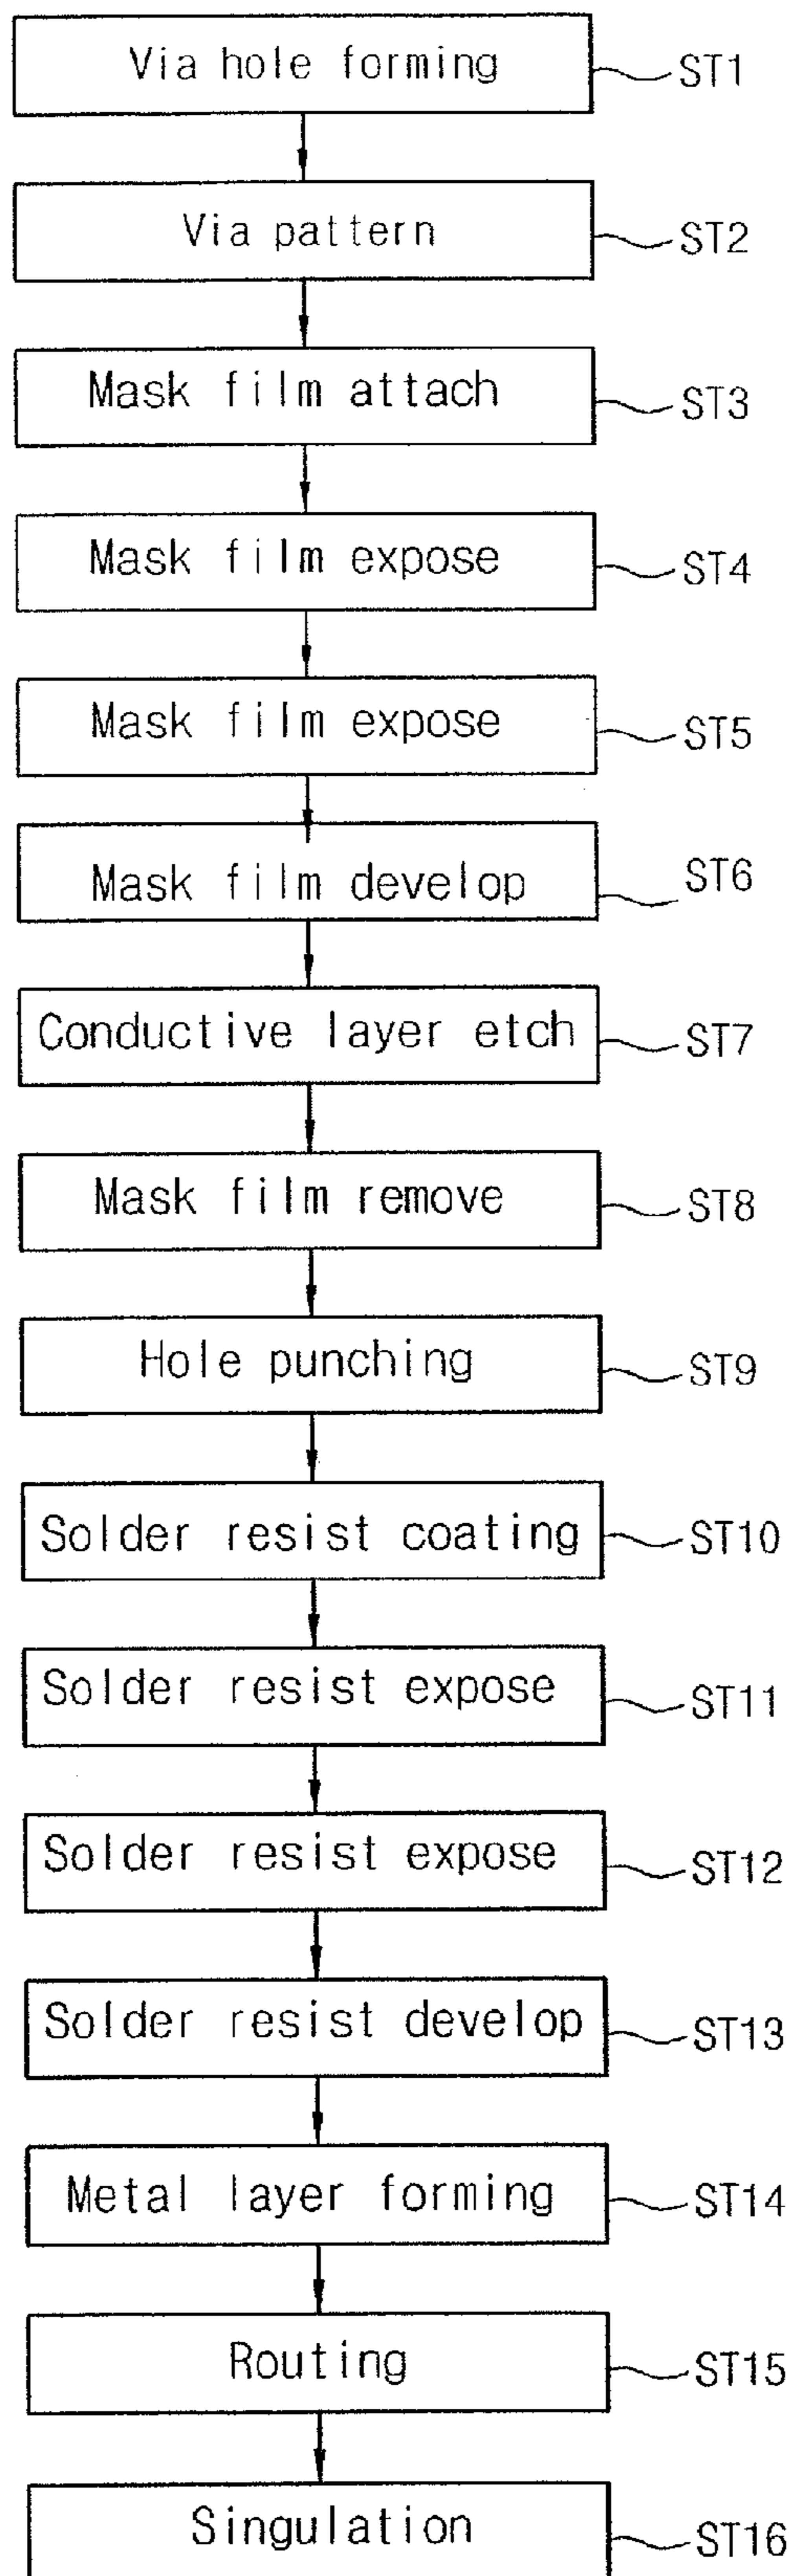 Via hole forming ST1
Via pattern ST2
Mask film attach ST3
Mask film expose ST4
Mask film expose ST5
Mask film develop ST6
Conductive layer etch ST7
Mask film remove ST8
Hole punching ST9
Solder resist coating ST10
Solder resist expose ST11
Solder resist expose ST12
Solder resist develop ST13
Metal layer forming ST14
Routing ST15
Singulation ST16